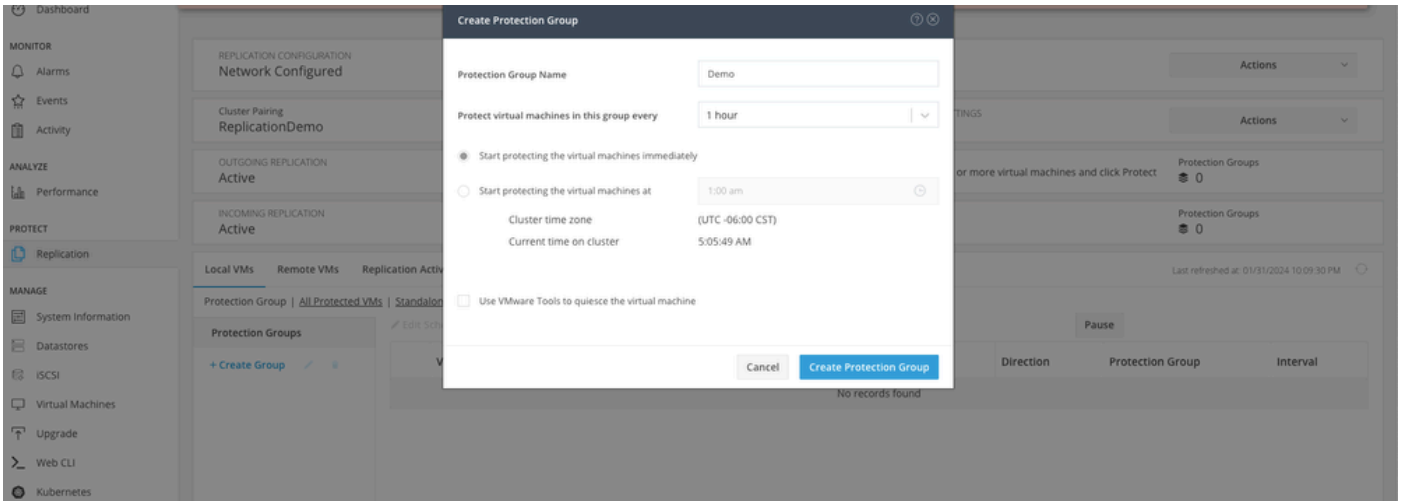 Dashboard
MONITOR
Alarms
Events
Activity
ANALYZE
Performance
PROTECT
Replication
MANAGE
System Information
Datastores
iSCSI
Virtual Machines
Upgrade
Web CLI
Kubernetes
REPLICATION CONFIGURATION
Network Configured
Actions
Cluster Pairing
ReplicationDemo
TINGS
Actions
OUTGOING REPLICATION
Active
or more virtual machines and click Protect
Protection Groups
0
INCOMING REPLICATION
Active
Protection Groups
0
Local VMs Remote VMs Replication Activ
Last refreshed at: 01/31/2024 10:09:30 PM
Protection Group | All Protected VMs | Standalon
Protection Groups
+ Create Group
Edit Sch
Pause
V Direction Protection Group Interval
No records found
Create Protection Group
Protection Group Name Demo
Protect virtual machines in this group every 1 hour
Start protecting the virtual machines immediately
Start protecting the virtual machines at 1:00 am
Cluster time zone (UTC -06:00 CST)
Current time on cluster 5:05:49 AM
Use VMware Tools to quiesce the virtual machine
Cancel Create Protection Group